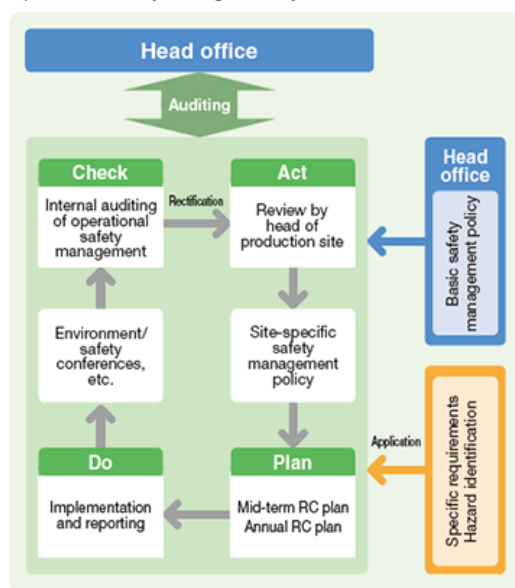 Head office
Auditing
Check
Internal auditing
of operational
safety
management
Rectification
Act
Review by
head of
production site
Head
office
Basic safety
management policy
Environment/
safety
conferences,
etc.
Site-specific
safety
management
policy
Do
Implementation
and reporting
Plan
Mid-term RC plan
Annual RC plan
Application
Specific requirements
Hazard identification